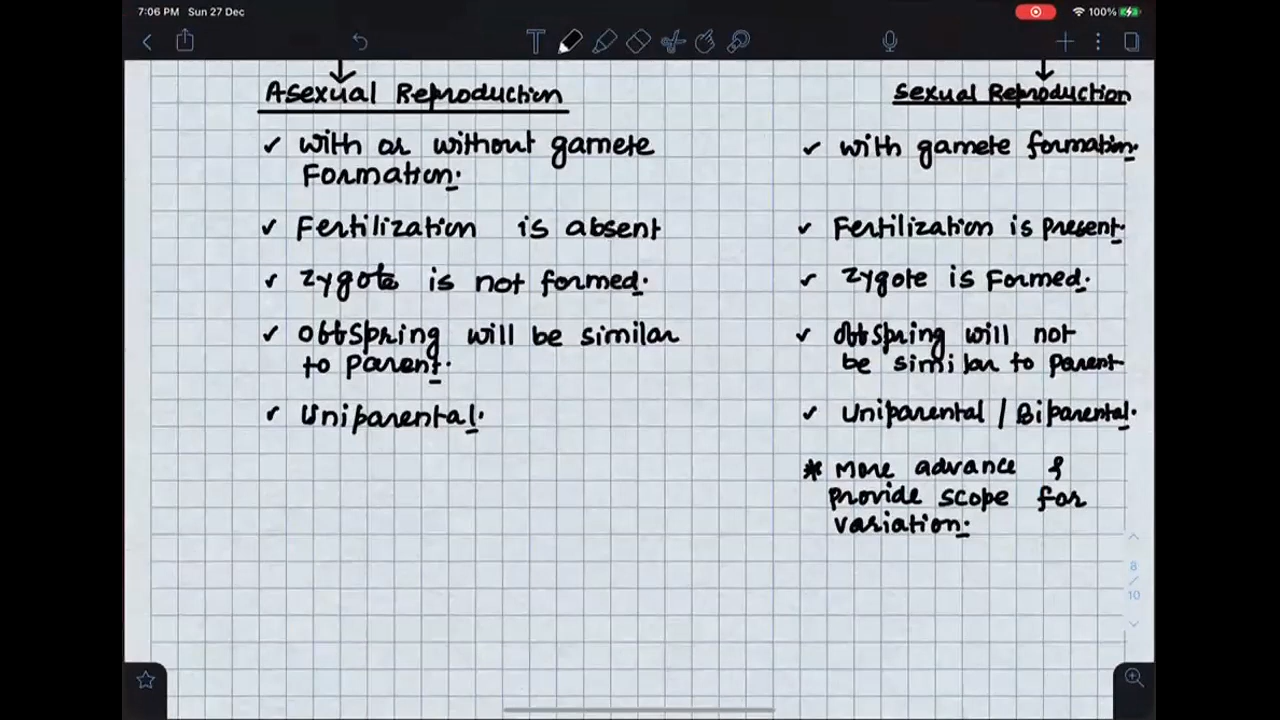 7:06 PM Sun 27 Dec
100%
Asexual Reproduction
✓ with or without gamete
Formation.
✓ Fertilization is absent
✓ Zygote is not formed.
✓ offspring will be similar
to parent.
✓ Uniparental.
Sexual Reproduction
✓ with gamete formation.
✓ Fertilization is present.
✓ Zygote is Formed.
✓ offspring will not
be similar to parent
✓ Uniparental / Biparental.
* More advance &
provide scope for
variation.
8
/
10